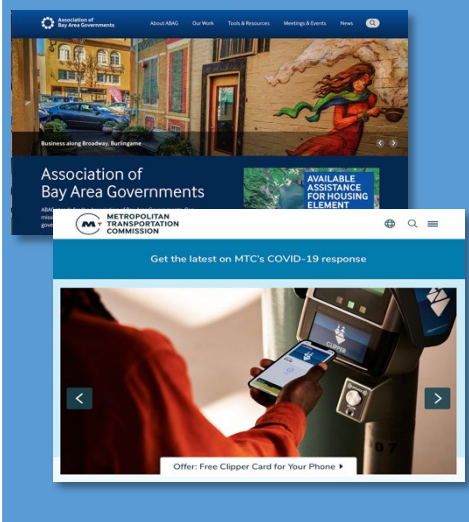 Association of
Bay Area Governments
About ABAG Our Work Tools & Resources Meetings & Events News
Business along Broadway, Burlingame
Association of
Bay Area Governments
AVAILABLE
ASSISTANCE
FOR HOUSING
ELEMENT
METROPOLITAN
TRANSPORTATION
COMMISSION
Get the latest on MTC's COVID-19 response
CLIPPER
07
Offer: Free Clipper Card for Your Phone